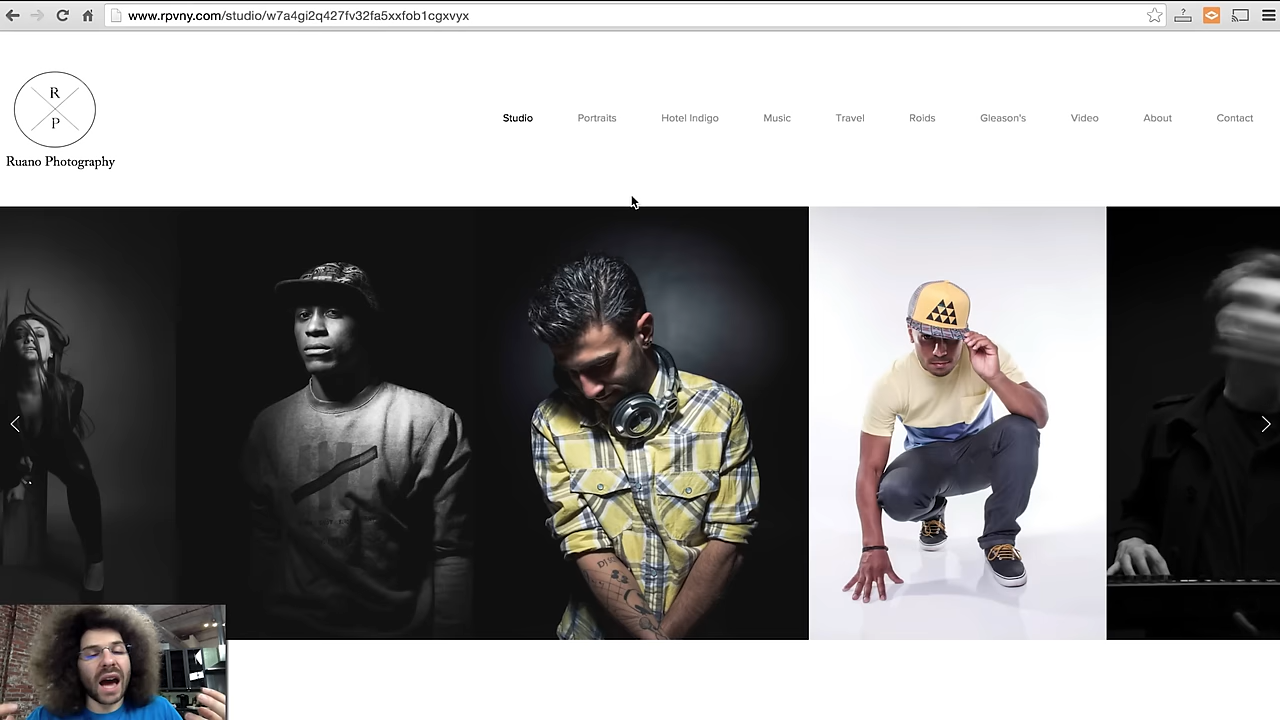 www.rpvny.com/studio/w7a4gi2q427fv32fa5xxfob1cgxvyx
R
P
Ruano Photography
Studio Portraits Hotel Indigo Music Travel Roids Gleason's Video About Contact